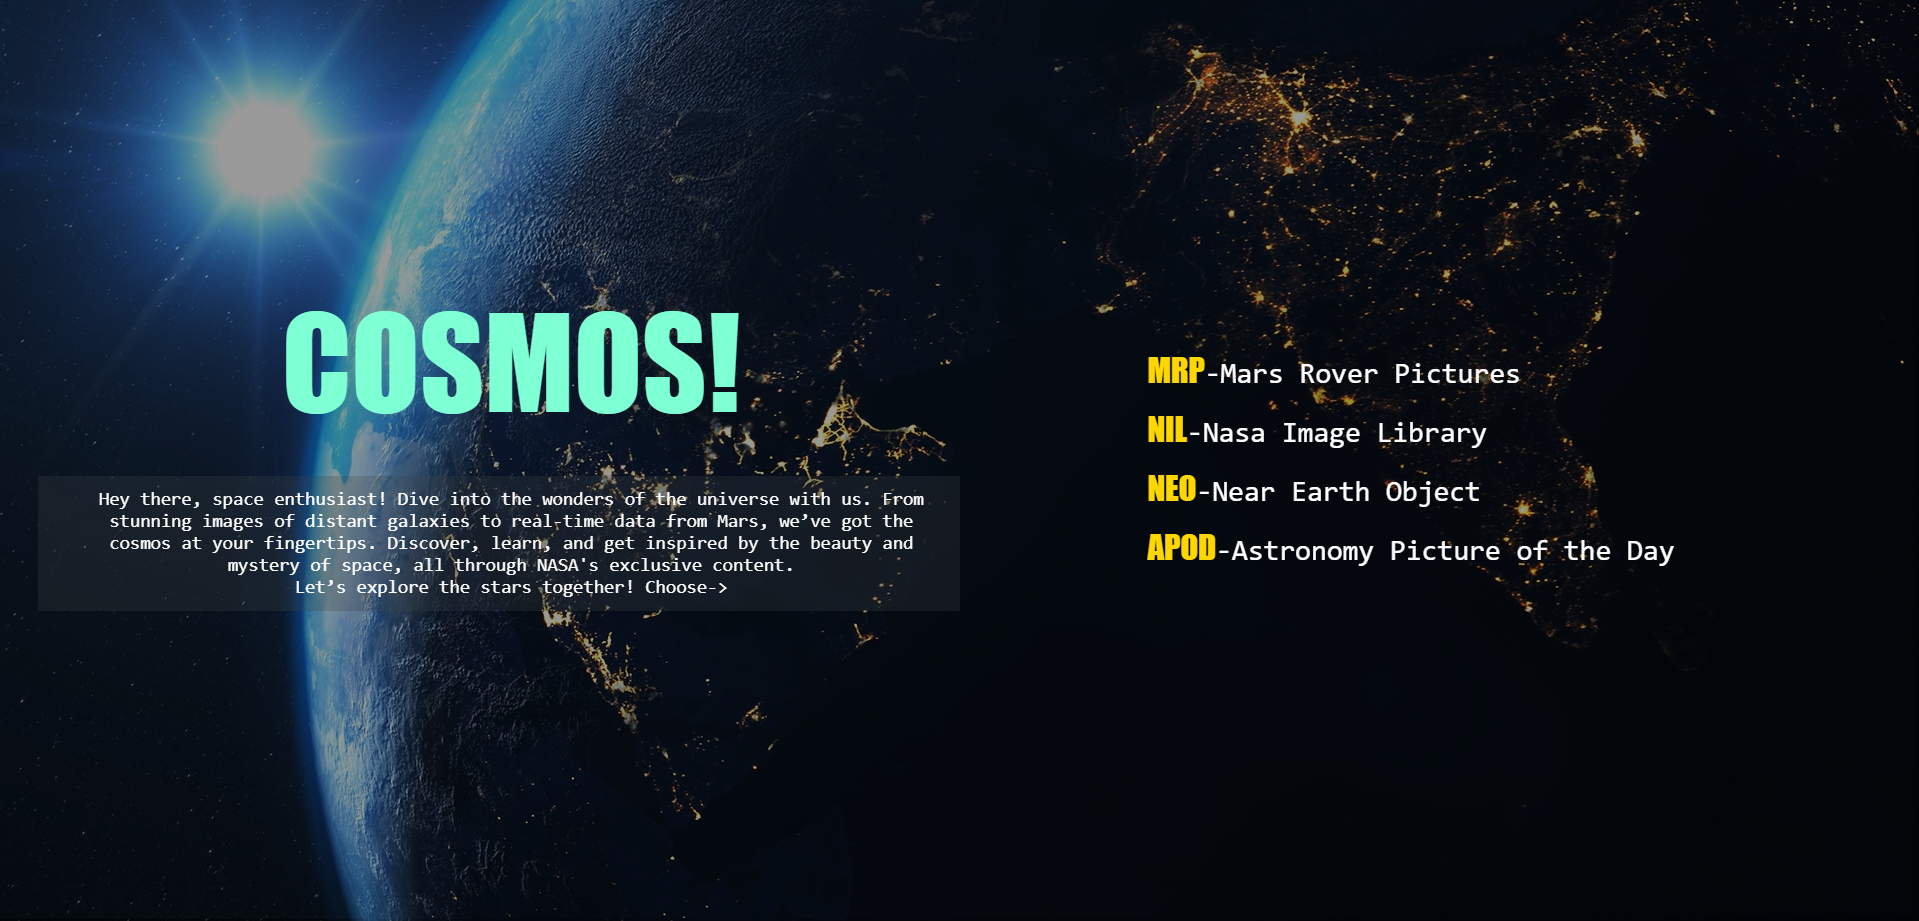 COSMOS!
Hey there, space enthusiast! Dive into the wonders of the universe with us. From
stunning images of distant galaxies to real-time data from Mars, we’ve got the
cosmos at your fingertips. Discover, learn, and get inspired by the beauty and
mystery of space, all through NASA's exclusive content.
Let’s explore the stars together! Choose->
MRP-Mars Rover Pictures
NIL-Nasa Image Library
NEO-Near Earth Object
APOD-Astronomy Picture of the Day